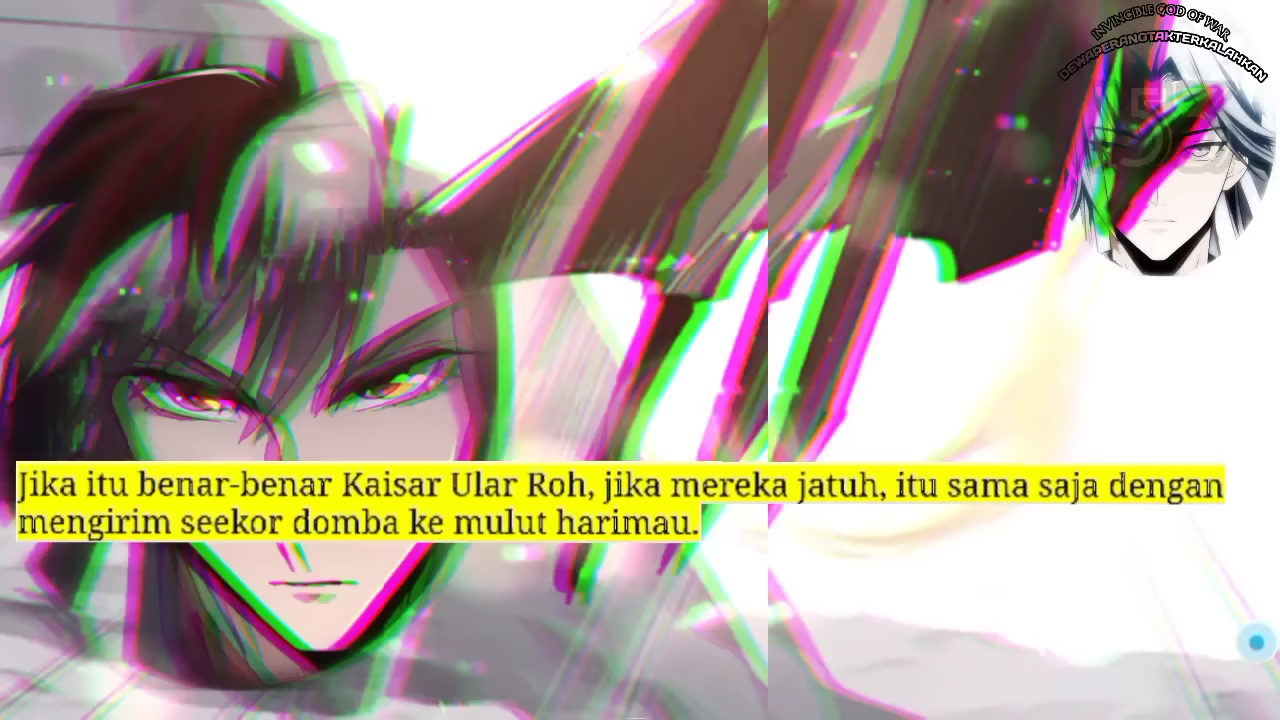 INVINCIBLE GOD OF WAR
DEWAPERANGTAKTERKALAHKAN
Jika itu benar-benar Kaisar Ular Roh, jika mereka jatuh, itu sama saja dengan
mengirim seekor domba ke mulut harimau.